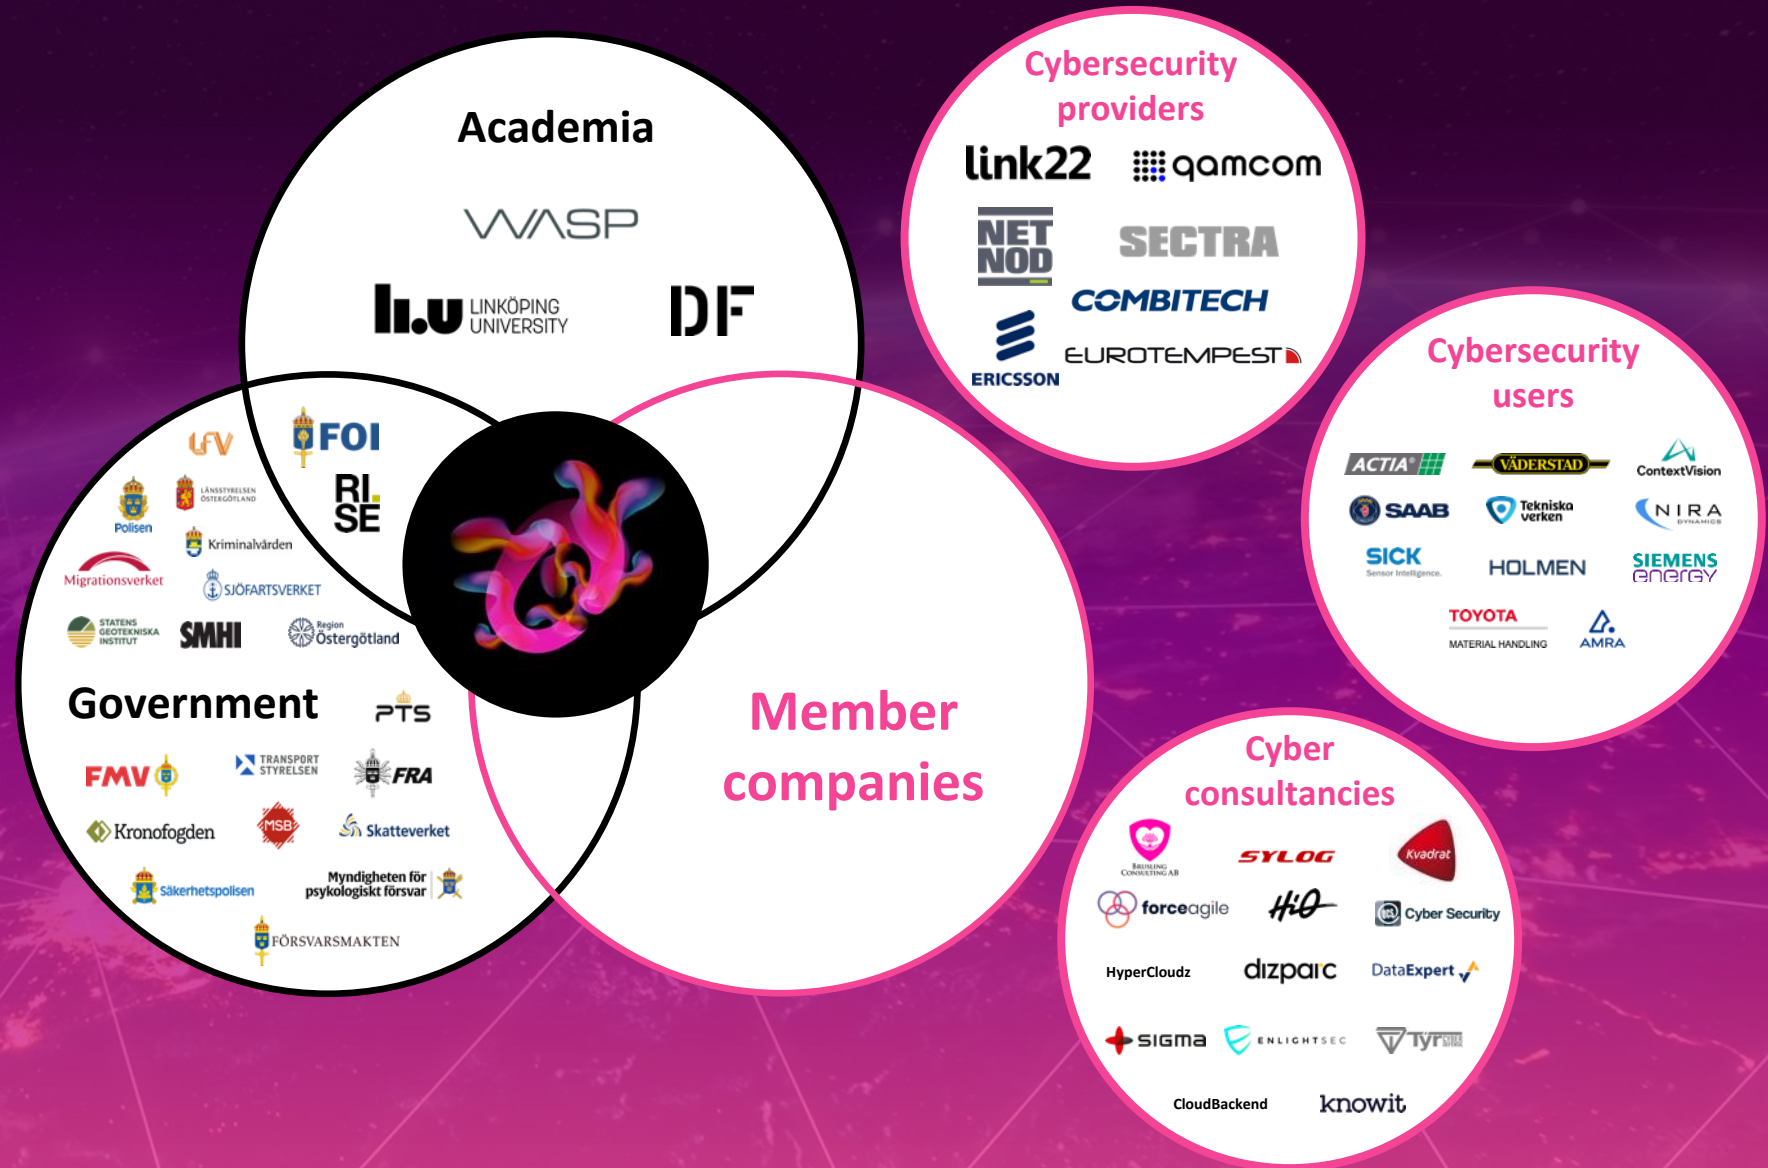 Academia
WASP
li.u LINKÖPING
UNIVERSITY
DF
FOI
RI.
SE
LFV
Polisen
LÄNSSTYRELSEN
ÖSTERGÖTLAND
Kriminalvården
Migrationsverket
SJÖFARTSVERKET
STATENS
GEOTEKNISKA
INSTITUT
SMHI
Region
Östergötland
Government
PTS
FMV
TRANSPORT
STYRELSEN
FRA
Kronofogden
MSB
Skatteverket
Säkerhetspolisen
Myndigheten för
psykologiskt försvar
FÖRSVARSMAKTEN
Member
companies
Cybersecurity
providers
link22
qamcom
NET
NOD
SECTRA
COMBITECH
ERICSSON
EUROTEMPEST
Cybersecurity
users
ACTIA®
VÄDERSTAD
ContextVision
SAAB
Tekniska
verken
NIRA
DYNAMICS
SICK
Sensor Intelligence.
HOLMEN
SIEMENS
energy
TOYOTA
MATERIAL HANDLING
AMRA
Cyber
consultancies
BRUSLING
CONSULTING AB
SYLOG
Kvadrat
forceagile
HiQ
Cyber Security
HyperCloudz
dizparc
DataExpert
SIGMA
ENLIGHTSEC
Týr
CloudBackend
knowit